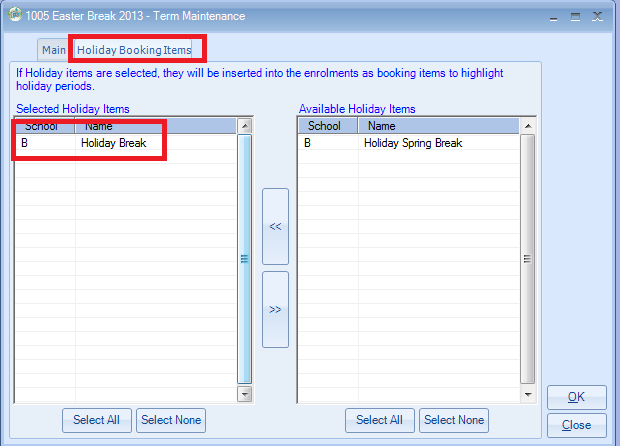 1005 Easter Break 2013 - Term Maintenance
Main Holiday Booking Items
If Holiday items are selected, they will be inserted into the enrolments as booking items to highlight
holiday periods.
Selected Holiday Items Available Holiday Items
School Name School Name
B Holiday Break B Holiday Spring Break
<<
>>
OK
Select All Select None Select All Select None
Close